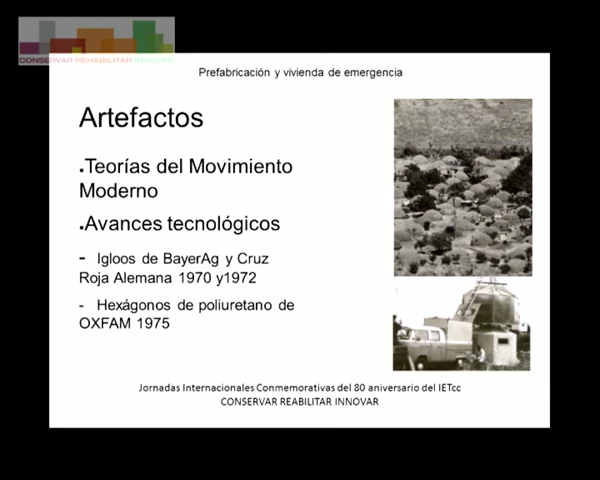 CONSERVAR REHABILITAR INNOVAR
Prefabricación y vivienda de emergencia
Artefactos
•Teorías del Movimiento
Moderno
•Avances tecnológicos
- Igloos de BayerAg y Cruz
Roja Alemana 1970 y1972
- Hexágonos de poliuretano de
OXFAM 1975
Jornadas Internacionales Conmemorativas del 80 aniversario del IETcc
CONSERVAR REABILITAR INNOVAR